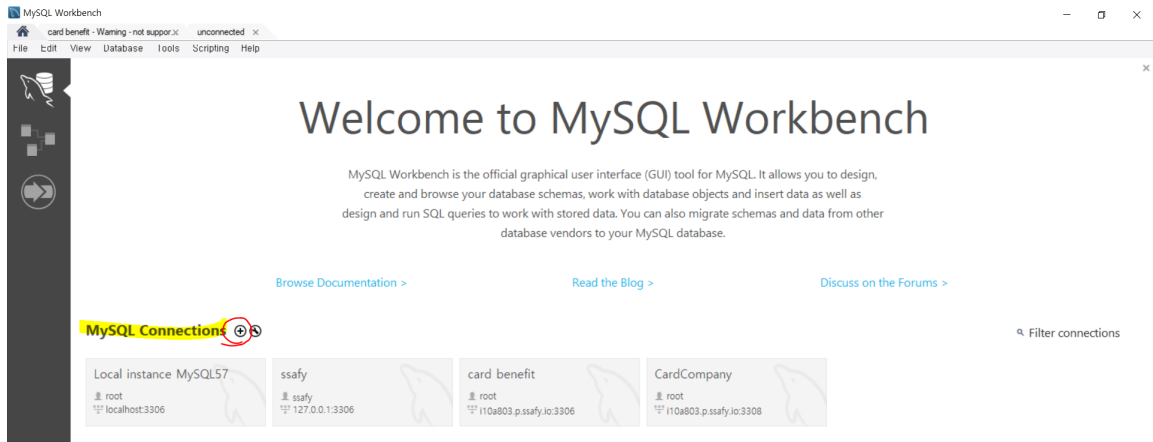 MySQL Workbench
card benefit - Warning - not suppor.. × unconnected ×
File Edit View Database Tools Scripting Help
Welcome to MySQL Workbench
MySQL Workbench is the official graphical user interface (GUI) tool for MySQL. It allows you to design,
create and browse your database schemas, work with database objects and insert data as well as
design and run SQL queries to work with stored data. You can also migrate schemas and data from other
database vendors to your MySQL database.
Browse Documentation > Read the Blog > Discuss on the Forums >
MySQL Connections
Filter connections
Local instance MySQL57
root
localhost:3306
ssafy
ssafy
127.0.0.1:3306
card benefit
root
i10a803.p.ssafy.io:3306
CardCompany
root
i10a803.p.ssafy.io:3308